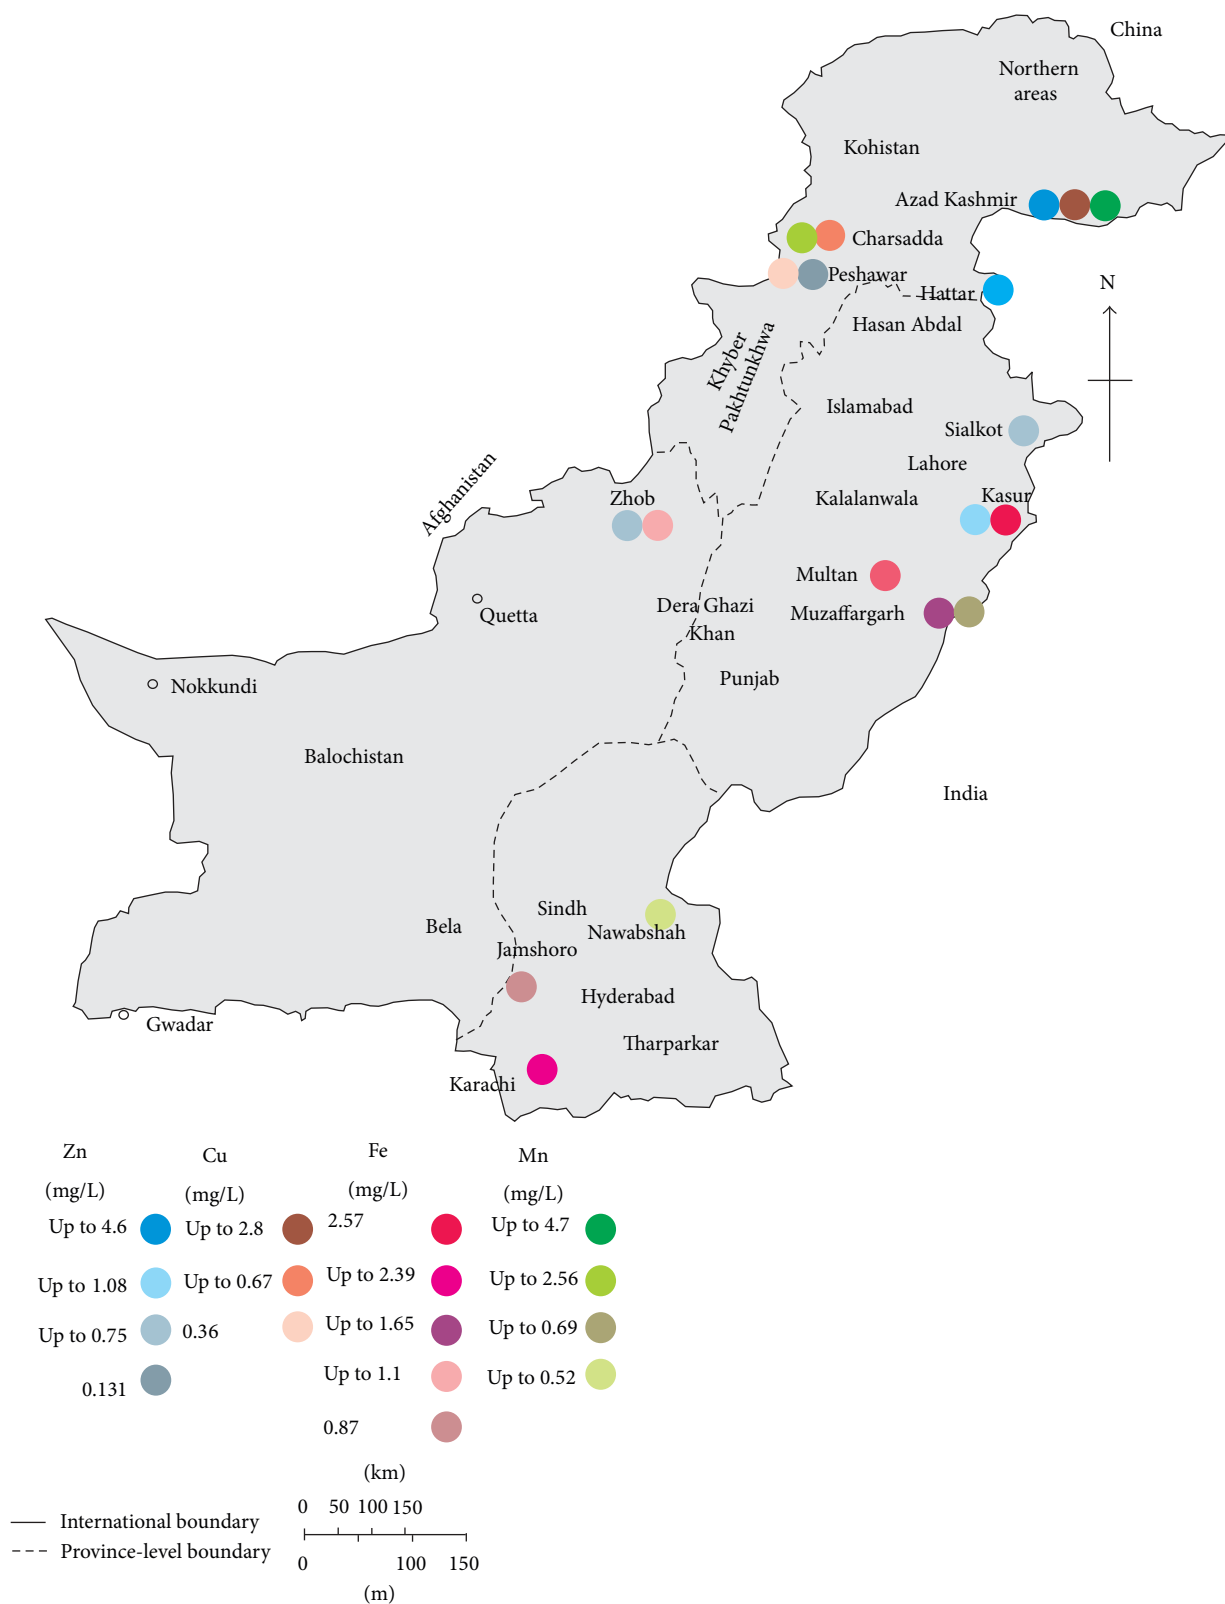 China
Northern
areas
Kohistan
Azad Kashmir
Charsadda
Peshawar
Hattar
N
Hasan Abdal
Khyber
Pakhtunkhwa
Islamabad
Sialkot
Lahore
Afghanistan
Zhob
Kalalanwala
Kasur
Multan
Dera Ghazi
Khan
Muzaffargarh
Quetta
Nokkundi
Punjab
Balochistan
India
Sindh
Bela
Nawabshah
Jamshoro
Hyderabad
Gwadar
Tharparkar
Karachi
Zn
(mg/L)
Up to 4.6
Up to 1.08
Up to 0.75
0.131
Cu
(mg/L)
Up to 2.8
Up to 0.67
0.36
Fe
(mg/L)
2.57
Up to 2.39
Up to 1.65
Up to 1.1
0.87
Mn
(mg/L)
Up to 4.7
Up to 2.56
Up to 0.69
Up to 0.52
International boundary
Province-level boundary
(km)
0 50 100 150
0 100 150
(m)